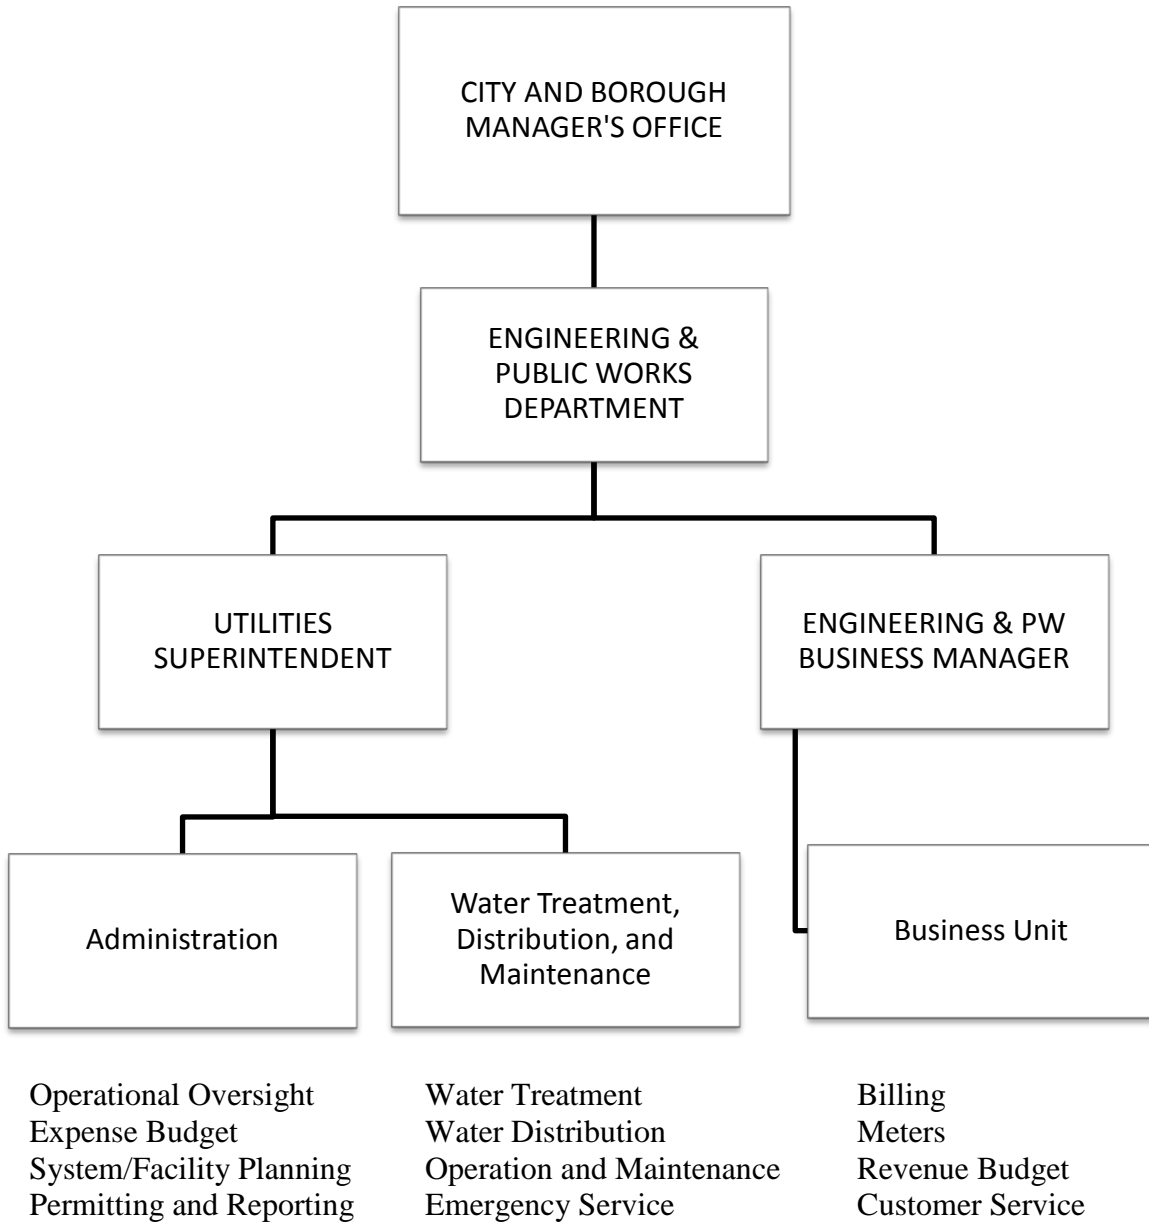 CITY AND BOROUGH
MANAGER'S OFFICE
ENGINEERING &
PUBLIC WORKS
DEPARTMENT
UTILITIES
SUPERINTENDENT
ENGINEERING & PW
BUSINESS MANAGER
Administration
Water Treatment,
Distribution, and
Maintenance
Business Unit
Operational Oversight
Expense Budget
System/Facility Planning
Permitting and Reporting
Water Treatment
Water Distribution
Operation and Maintenance
Emergency Service
Billing
Meters
Revenue Budget
Customer Service